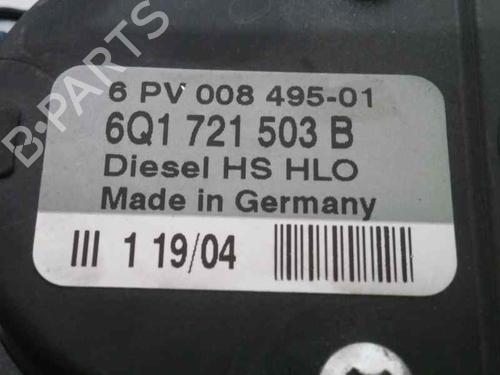 B-PARTS
6 PV 008 495-01
6Q1 721 503 B
Diesel HS HLO
Made in Germany
III 1 19/04